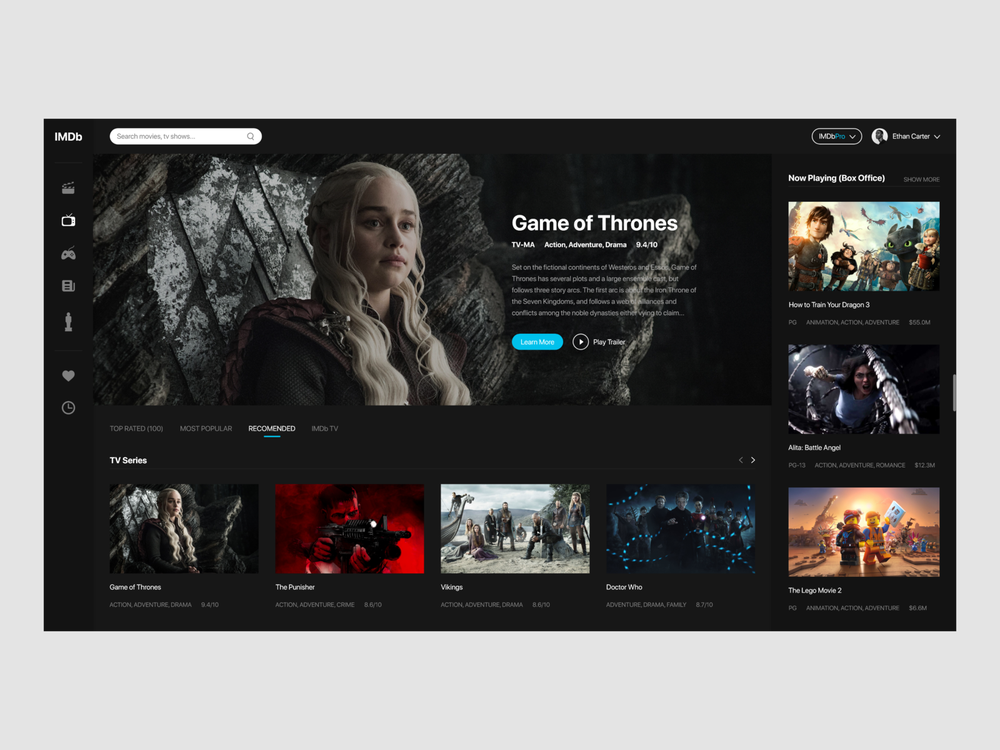 IMDb
Search movies, tv shows...
IMDbPro
Ethan Carter
Game of Thrones
TV-MA Action, Adventure, Drama 9.4/10
Set on the fictional continents of Westeros and Essos, Game of
Thrones has several plots and a large ensemble cast, but
follows three story arcs. The first arc is about the Iron Throne of
the Seven Kingdoms, and follows a web of alliances and
conflicts among the noble dynasties either vying to claim...
Learn More
Play Trailer
TOP RATED (100)
MOST POPULAR
RECOMENDED
IMDb TV
TV Series
Game of Thrones
ACTION, ADVENTURE, DRAMA 9.4/10
The Punisher
ACTION, ADVENTURE, CRIME 8.6/10
Vikings
ACTION, ADVENTURE, DRAMA 8.6/10
Doctor Who
ADVENTURE, DRAMA, FAMILY 8.7/10
Now Playing (Box Office)
SHOW MORE
How to Train Your Dragon 3
PG ANIMATION, ACTION, ADVENTURE $55.0M
Alita: Battle Angel
PG-13 ACTION, ADVENTURE, ROMANCE $12.3M
The Lego Movie 2
PG ANIMATION, ACTION, ADVENTURE $6.6M